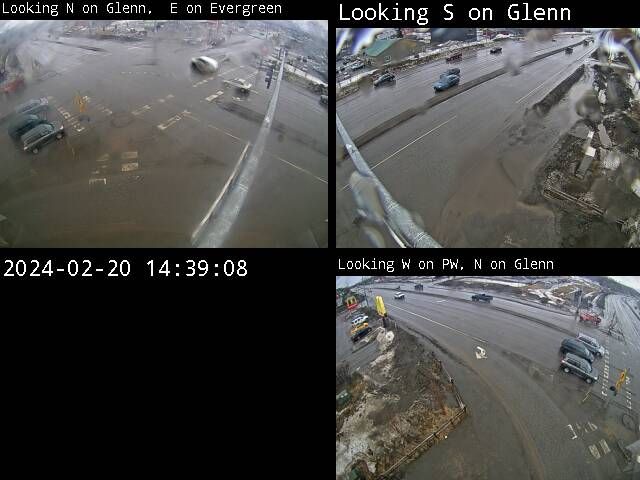 Looking N on Glenn,  E on Evergreen
Looking S on Glenn
2024-02-20 14:39:08
Looking W on PW, N on Glenn